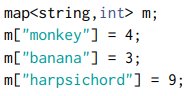 map<string,int> m;
m["monkey"] = 4;
m["banana"] = 3;
m["harpsichord"] = 9;